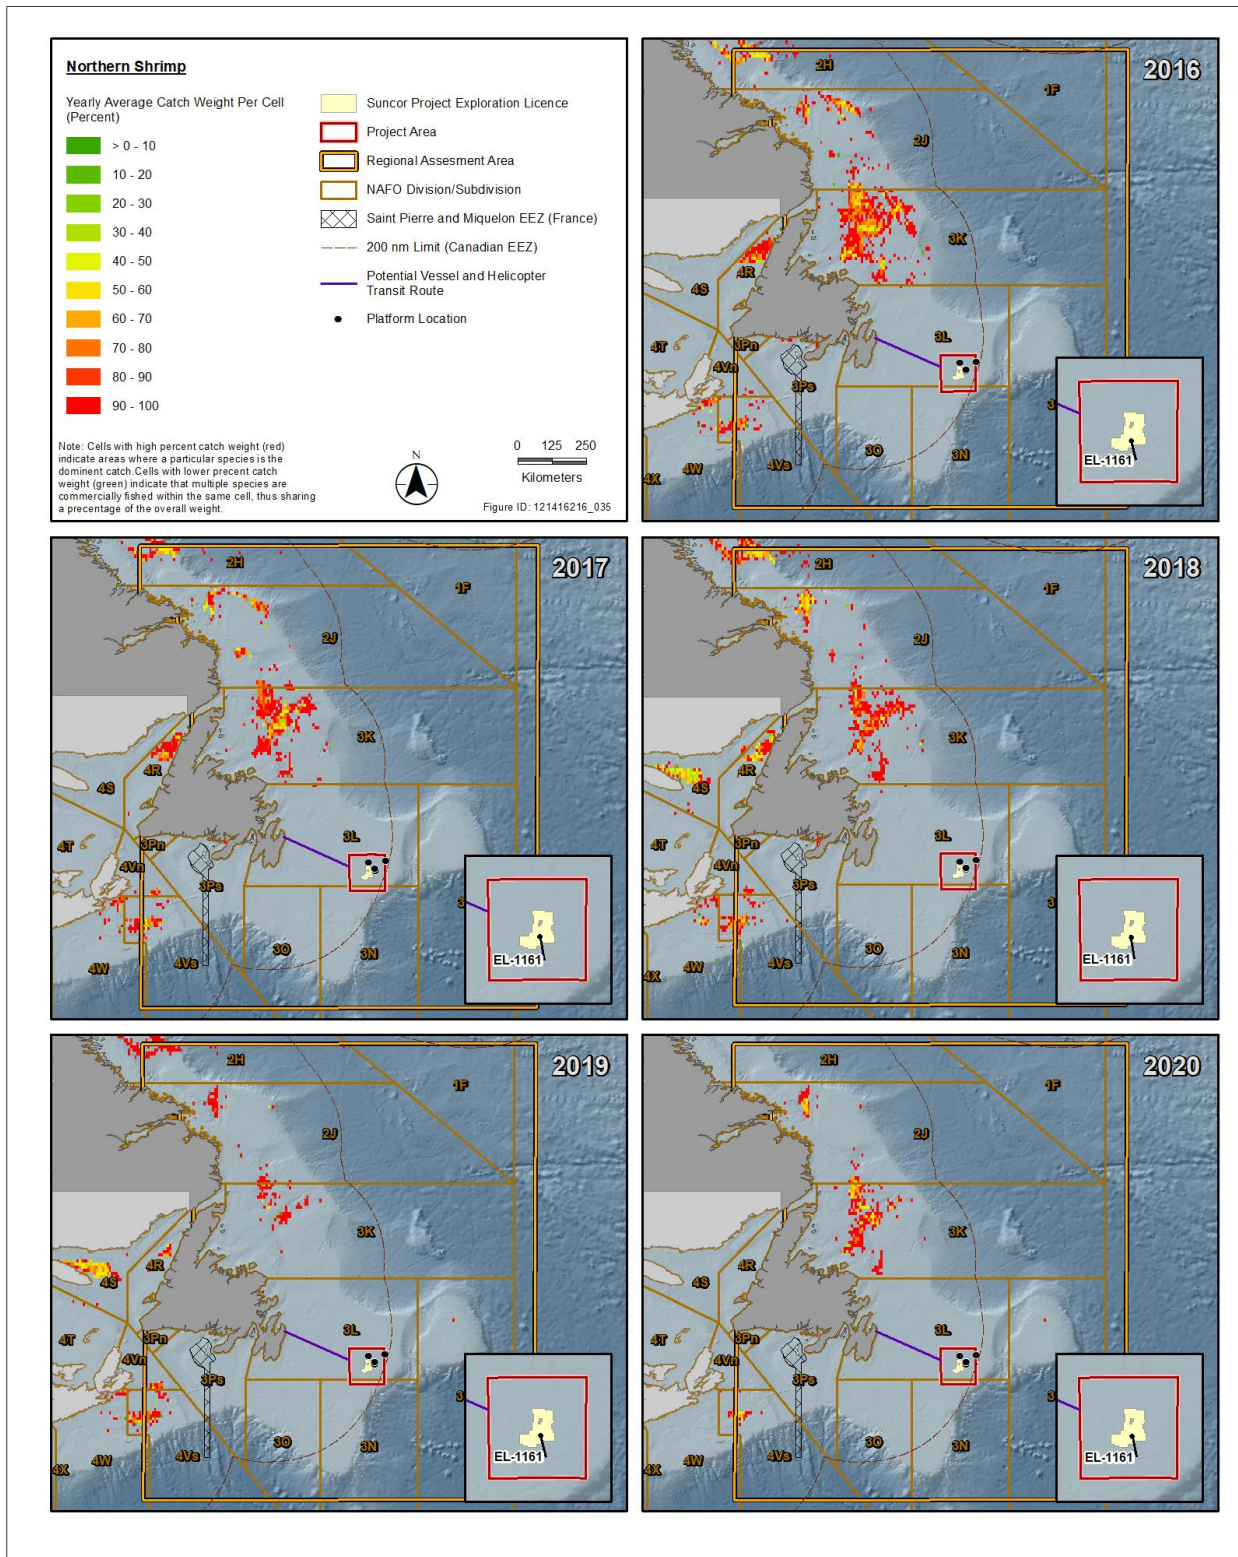 Northern Shrimp
Yearly Average Catch Weight Per Cell
(Percent)
> 0 - 10
10 - 20
20 - 30
30 - 40
40 - 50
50 - 60
60 - 70
70 - 80
80 - 90
90 - 100
Suncor Project Exploration Licence
Project Area
Regional Assesment Area
NAFO Division/Subdivision
Saint Pierre and Miquelon EEZ (France)
200 nm Limit (Canadian EEZ)
Potential Vessel and Helicopter
Transit Route
Platform Location
Note: Cells with high percent catch weight (red)
indicate areas where a particular species is the
dominent catch.Cells with lower precent catch
weight (green) indicate that multiple species are
commercially fished within the same cell, thus sharing
a precentage of the overall weight.
N
0 125 250
Kilometers
Figure ID: 121416216_035
2016
2H
1F
2J
3K
4R
4S
3L
4T
3Pn
4Vn
3Ps
3
3O
3N
4Vs
4W
4X
EL-1161
2017
2H
1F
2J
3K
4R
4S
3L
4T
3Pn
4Vn
3Ps
3
3O
3N
4Vs
4W
EL-1161
2018
2H
1F
2J
3K
4R
4S
3L
4T
3Pn
4Vn
3Ps
3
3O
3N
4Vs
4W
4X
EL-1161
2019
2H
1F
2J
3K
4R
4S
3L
4T
3Pn
4Vn
3Ps
3
3O
3N
4Vs
4W
4X
EL-1161
2020
2H
1F
2J
3K
4R
4S
3L
4T
3Pn
4Vn
3Ps
3
3O
3N
4Vs
4W
4X
EL-1161